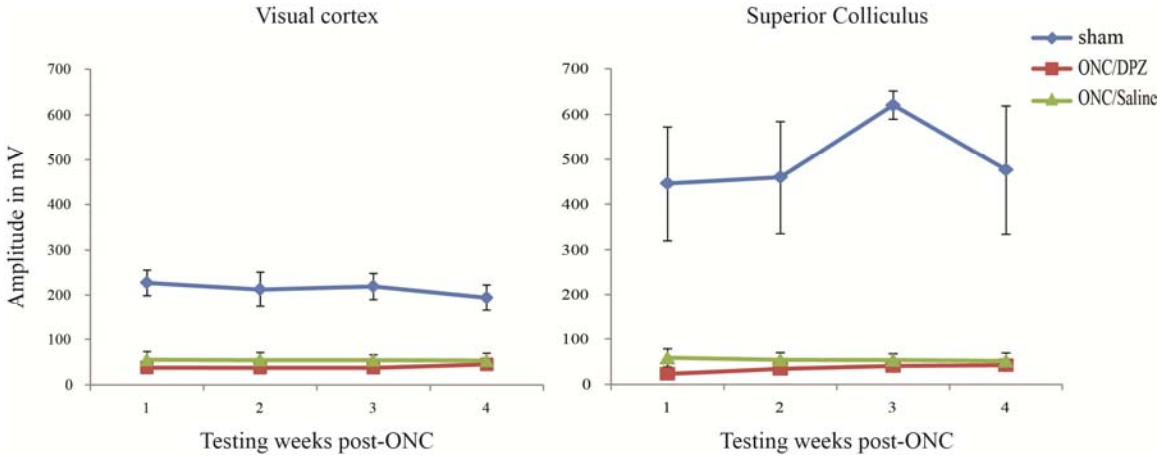 Visual cortex
Superior Colliculus
sham
ONC/DPZ
ONC/Saline
Amplitude in mV
700
600
500
400
300
200
100
0
1 2 3 4
Testing weeks post-ONC
700
600
500
400
300
200
100
0
1 2 3 4
Testing weeks post-ONC